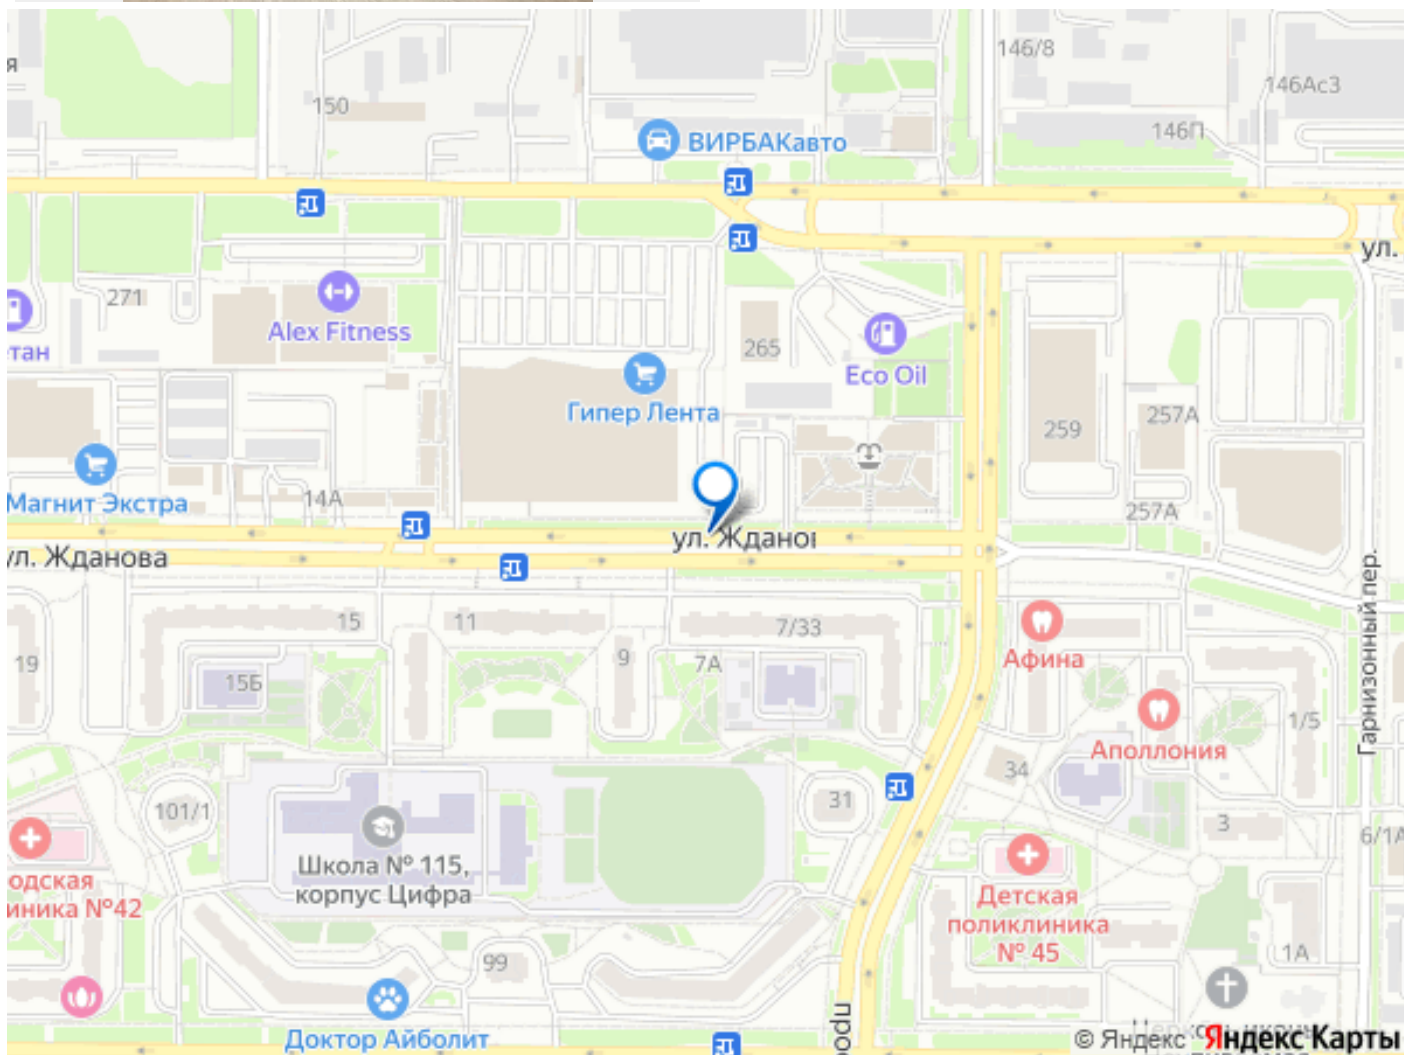 я
146/8
146Ас3
150
146П
ВИРБАКавто
ул.
271
Alex Fitness
265
Eco Oil
тан
Гипер Лента
259
257А
Магнит Экстра
14А
257А
ул. Жданова
ул. Ждано
Гарнизонный пер.
15
11
7/33
9
7А
19
15Б
Афина
1/5
Аполлония
34
31
3
101/1
6/1А
Школа № 115,
корпус Цифра
одская
иника №42
Детская
поликлиника
№ 45
99
1А
Доктор Айболит
© Яндекс Яндекс Карты